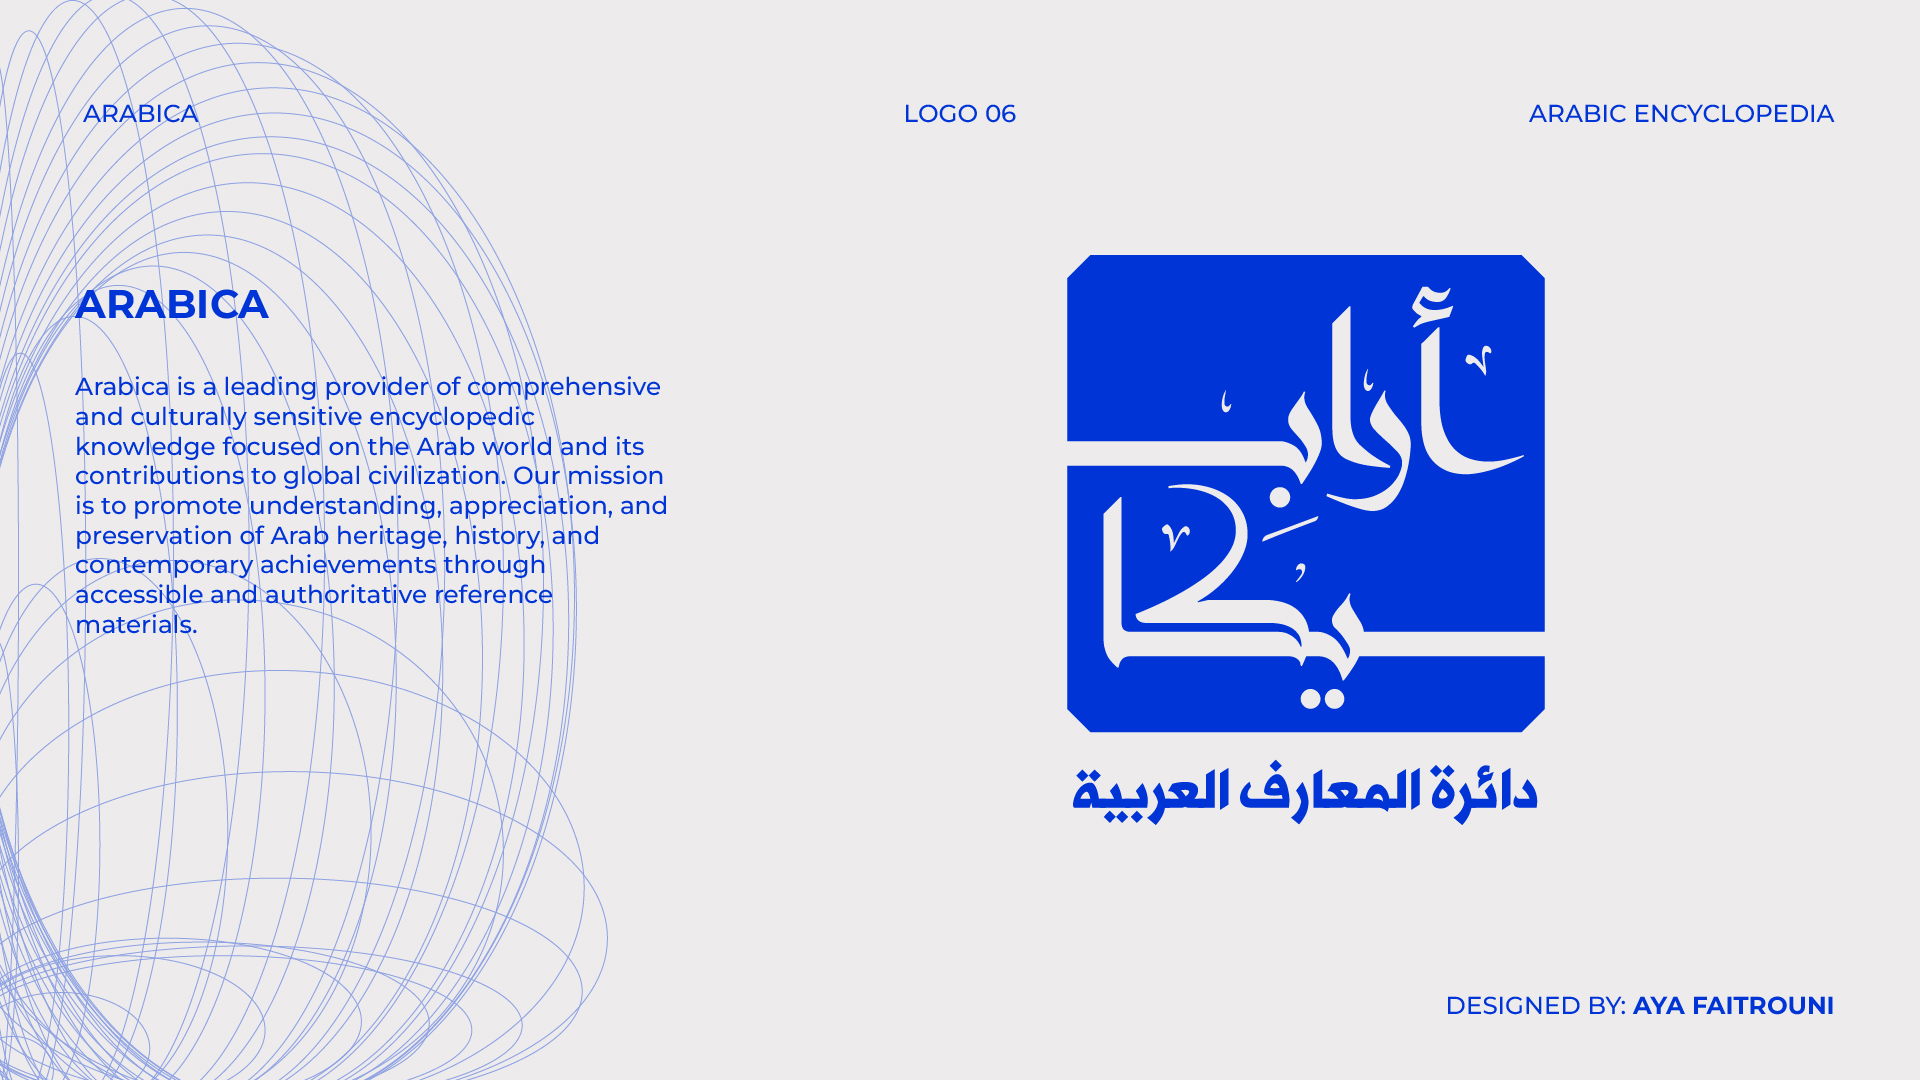 ARABICA
LOGO 06
ARABIC ENCYCLOPEDIA
ARABICA
Arabica is a leading provider of comprehensive
and culturally sensitive encyclopedic
knowledge focused on the Arab world and its
contributions to global civilization. Our mission
is to promote understanding, appreciation, and
preservation of Arab heritage, history, and
contemporary achievements through
accessible and authoritative reference
materials.
أرابـِ
ـيكا
دائرة المعارف العربية
DESIGNED BY: AYA FAITROUNI